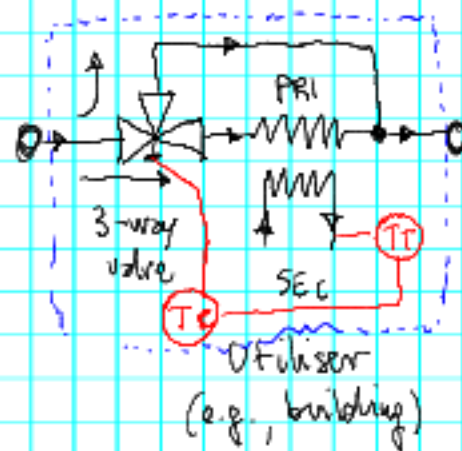 PRI
3-way
valve
TT
SEC
TC
Utiliser
(e.g., building)